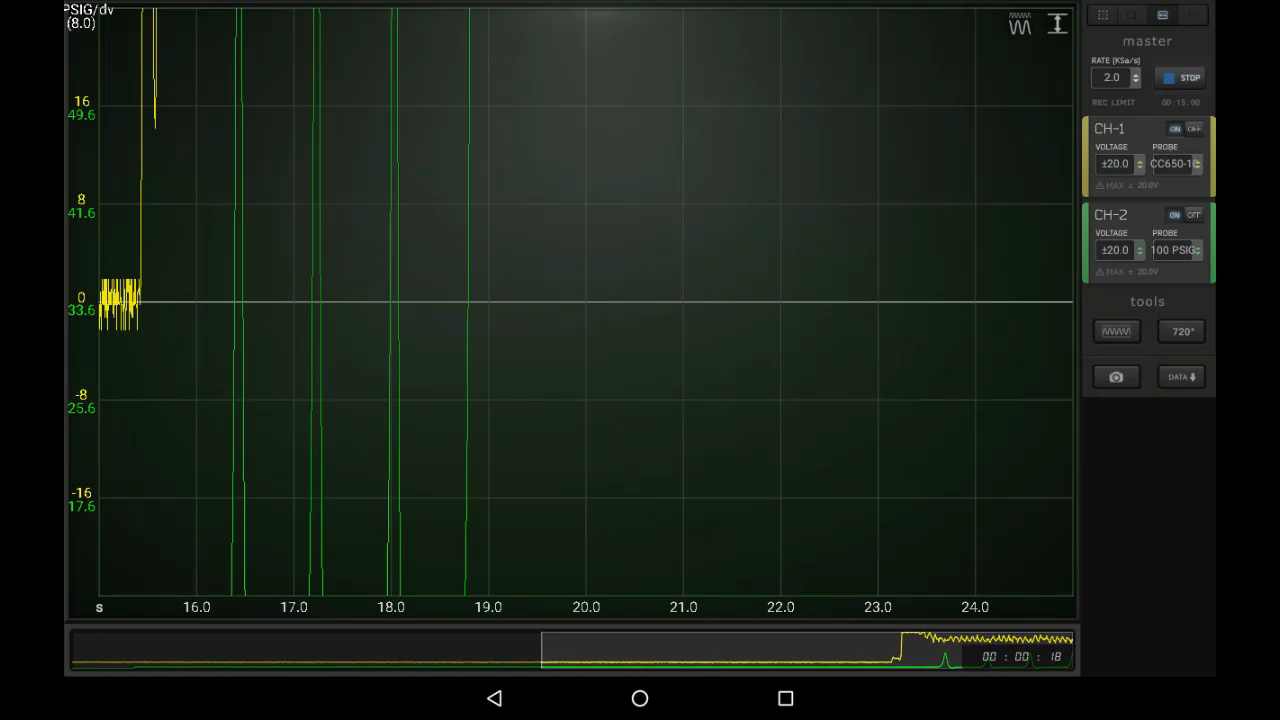 PSIG/dv
(8.0)
16
49.6
8
41.6
0
33.6
-8
25.6
-16
17.6
s 16.0 17.0 18.0 19.0 20.0 21.0 22.0 23.0 24.0
00 : 00 : 18
master
RATE (KSa/s)
2.0 STOP
REC LIMIT 00:15:00
CH-1 ON OFF
VOLTAGE PROBE
±20.0 CC650-10
MAX ± 20.0V
CH-2 ON OFF
VOLTAGE PROBE
±20.0 100 PSIG
MAX ± 20.0V
tools
720°
DATA